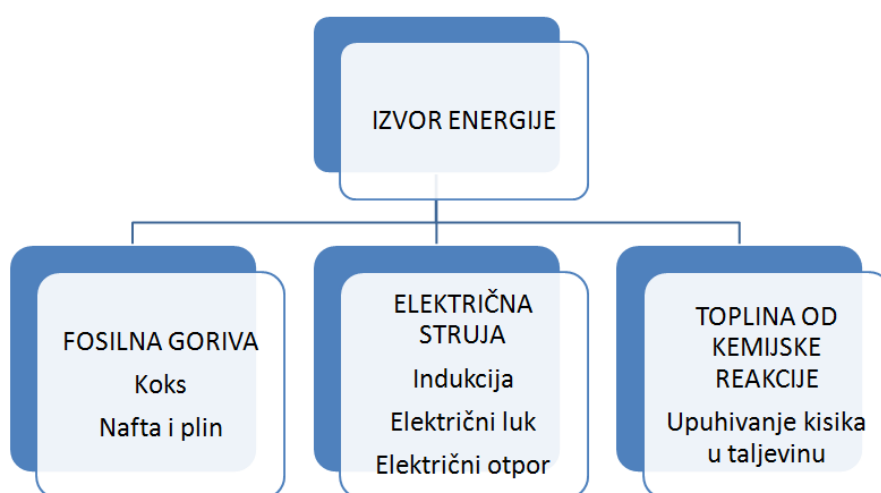 IZVOR ENERGIJE
FOSILNA GORIVA
Koks
Nafta i plin
ELEKTRIČNA
STRUJA
Indukcija
Električni luk
Električni otpor
TOPLINA OD
KEMIJSKE
REAKCIJE
Upuhivanje kisika
u taljevinu